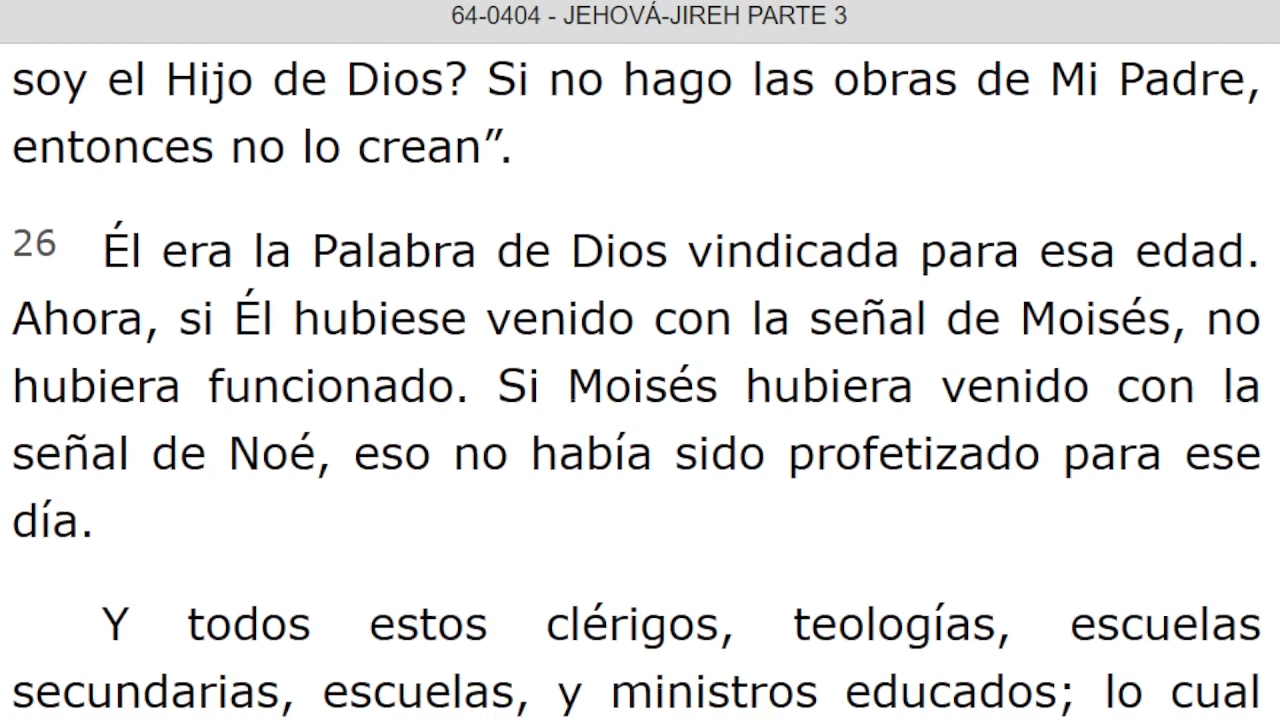 64-0404 - JEHOVÁ-JIREH PARTE 3
soy el Hijo de Dios? Si no hago las obras de Mi Padre,
entonces no lo crean”.
26 Él era la Palabra de Dios vindicada para esa edad.
Ahora, si Él hubiese venido con la señal de Moisés, no
hubiera funcionado. Si Moisés hubiera venido con la
señal de Noé, eso no había sido profetizado para ese
día.
Y todos estos clérigos, teologías, escuelas
secundarias, escuelas, y ministros educados; lo cual